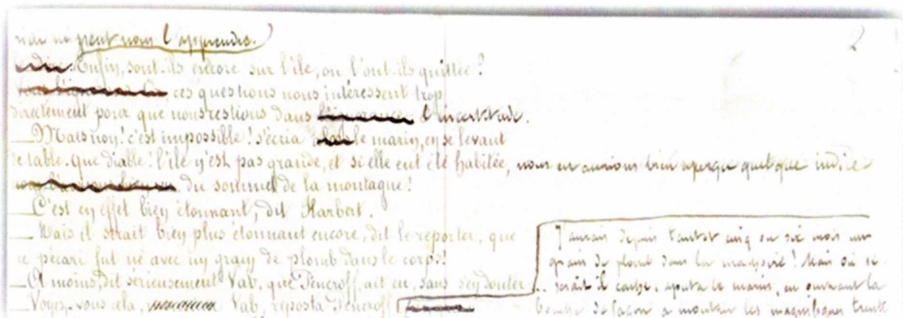 peut nous l'apprendre.
Enfin, sont-ils encore sur l'île, ou l'ont-ils quittée?
ces questions nous intéressent trop
directement pour que nous restions dans l'incertitude.
— Mais non! c'est impossible! s'écria le marin, en se levant
de table. que diable! l'île n'est pas grande, et si elle eut été habitée, nous en aurions bien aperçu quelque indice
du sommet de la montagne!
— C'est en effet bien étonnant, dit Harbert.
— Mais il serait bien plus étonnant encore, dit le reporter, que
ce pécari fut né avec un grain de plomb dans le corps!
— A moins, dit sérieusement Nab, que Pencroff, ait eu, sans s'en douter
— Voyez-vous cela, Nab, riposta Pencroff
2
J'aurais depuis tantôt cinq ou six mois un
grain de plomb dans la machoire! Mais où se
serait il caché, ajouta le marin, en ouvrant la
bouche de façon à montrer les magnifiques trente